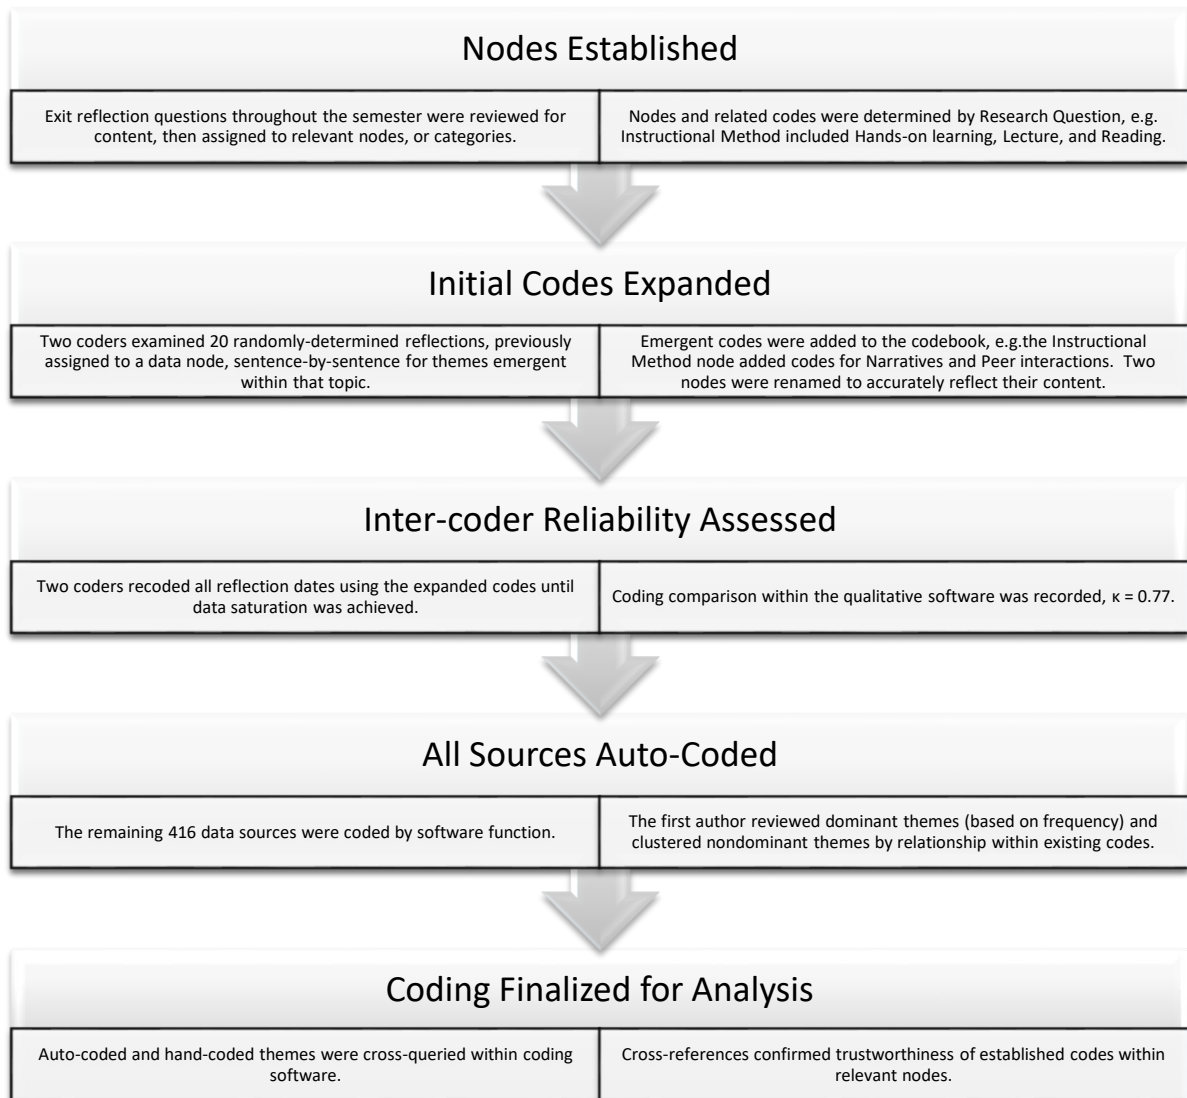 Nodes Established
Exit reflection questions throughout the semester were reviewed for
content, then assigned to relevant nodes, or categories.
Nodes and related codes were determined by Research Question, e.g.
Instructional Method included Hands-on learning, Lecture, and Reading.
Initial Codes Expanded
Two coders examined 20 randomly-determined reflections, previously
assigned to a data node, sentence-by-sentence for themes emergent
within that topic.
Emergent codes were added to the codebook, e.g.the Instructional
Method node added codes for Narratives and Peer interactions.  Two
nodes were renamed to accurately reflect their content.
Inter-coder Reliability Assessed
Two coders recoded all reflection dates using the expanded codes until
data saturation was achieved.
Coding comparison within the qualitative software was recorded, κ = 0.77.
All Sources Auto-Coded
The remaining 416 data sources were coded by software function.
The first author reviewed dominant themes (based on frequency) and
clustered nondominant themes by relationship within existing codes.
Coding Finalized for Analysis
Auto-coded and hand-coded themes were cross-queried within coding
software.
Cross-references confirmed trustworthiness of established codes within
relevant nodes.